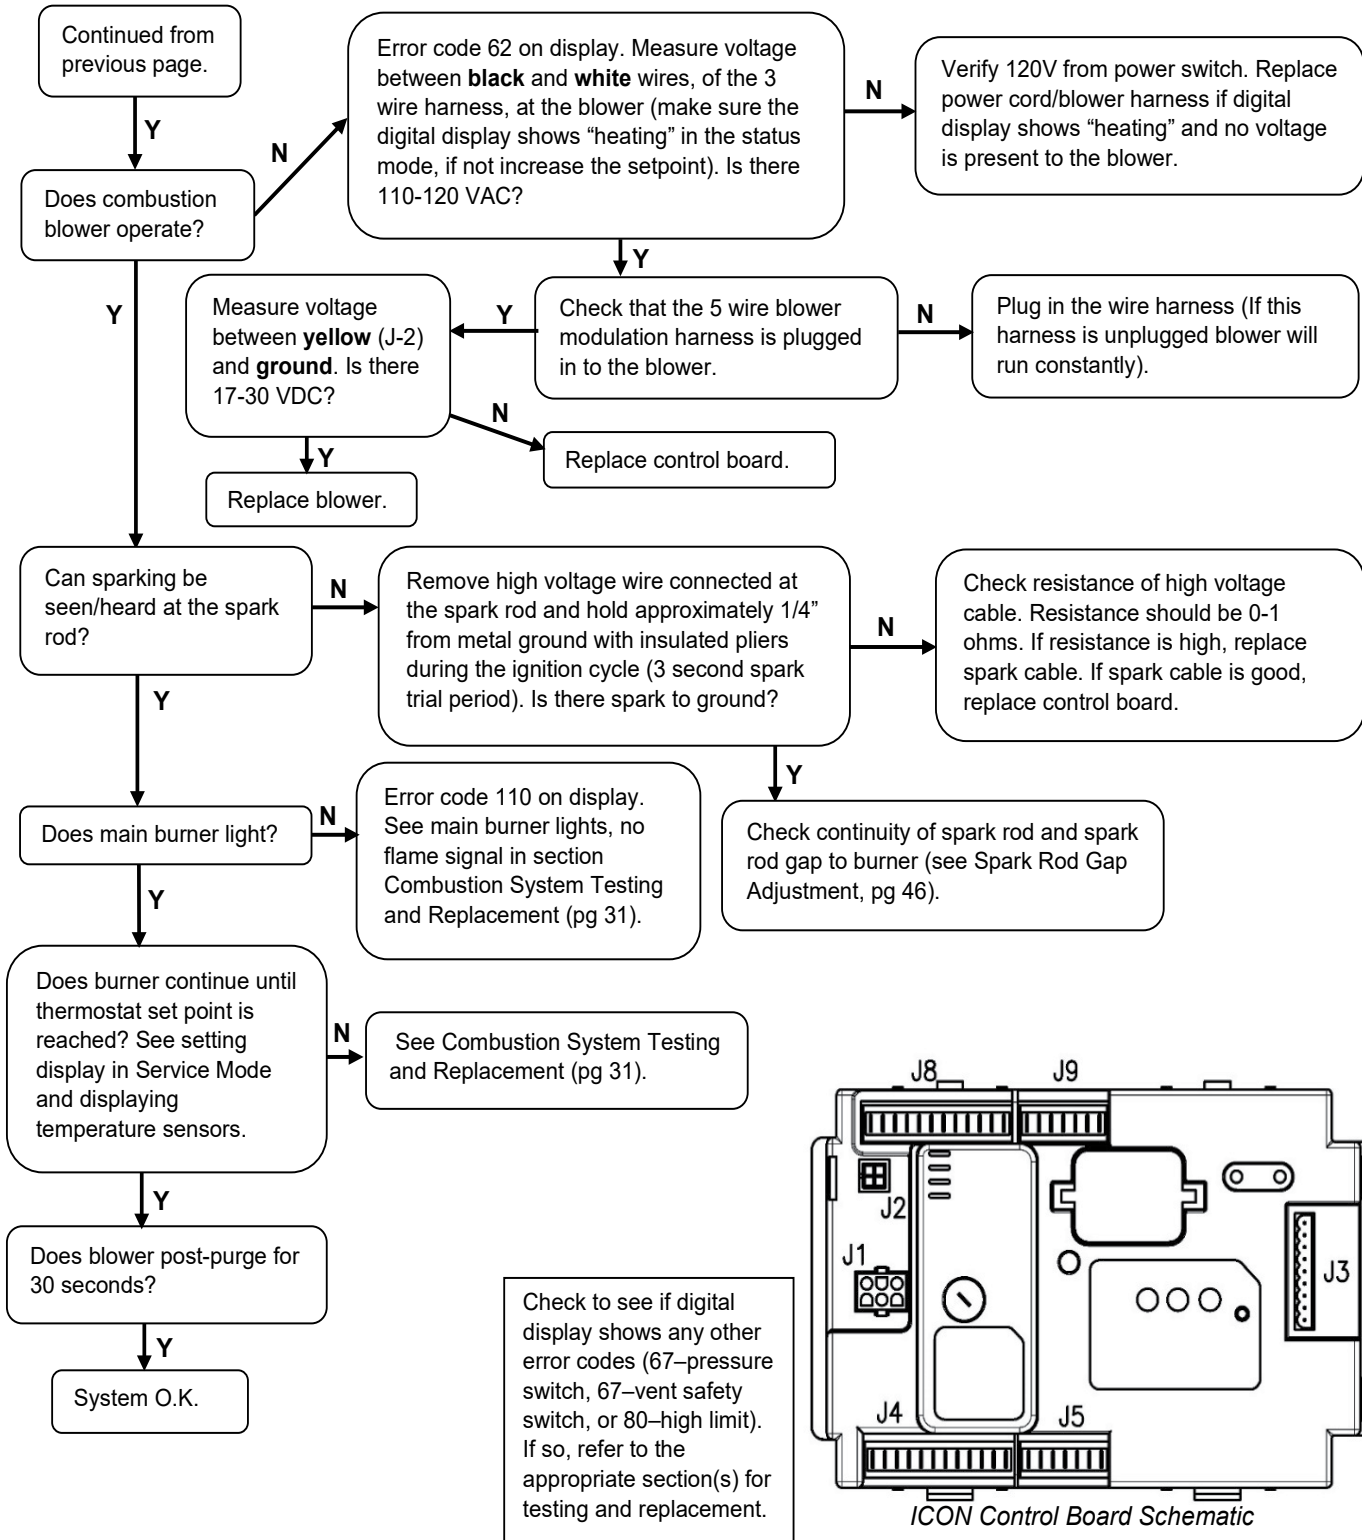 Continued from
previous page.
Y
Does combustion
blower operate?
N
Error code 62 on display. Measure voltage
between black and white wires, of the 3
wire harness, at the blower (make sure the
digital display shows “heating” in the status
mode, if not increase the setpoint). Is there
110-120 VAC?
N
Verify 120V from power switch. Replace
power cord/blower harness if digital
display shows “heating” and no voltage
is present to the blower.
Y
Check that the 5 wire blower
modulation harness is plugged
in to the blower.
N
Plug in the wire harness (If this
harness is unplugged blower will
run constantly).
Y
Measure voltage
between yellow (J-2)
and ground. Is there
17-30 VDC?
N
Replace control board.
Y
Replace blower.
Y
Can sparking be
seen/heard at the spark
rod?
N
Remove high voltage wire connected at
the spark rod and hold approximately 1/4”
from metal ground with insulated pliers
during the ignition cycle (3 second spark
trial period). Is there spark to ground?
N
Check resistance of high voltage
cable. Resistance should be 0-1
ohms. If resistance is high, replace
spark cable. If spark cable is good,
replace control board.
Y
Check continuity of spark rod and spark
rod gap to burner (see Spark Rod Gap
Adjustment, pg 46).
Y
Does main burner light?
N
Error code 110 on display.
See main burner lights, no
flame signal in section
Combustion System Testing
and Replacement (pg 31).
Y
Does burner continue until
thermostat set point is
reached? See setting
display in Service Mode
and displaying
temperature sensors.
N
See Combustion System Testing
and Replacement (pg 31).
Y
Does blower post-purge for
30 seconds?
Y
System O.K.
Check to see if digital
display shows any other
error codes (67–pressure
switch, 67–vent safety
switch, or 80–high limit).
If so, refer to the
appropriate section(s) for
testing and replacement.
J8
J9
J2
J1
J3
J4
J5
ICON Control Board Schematic